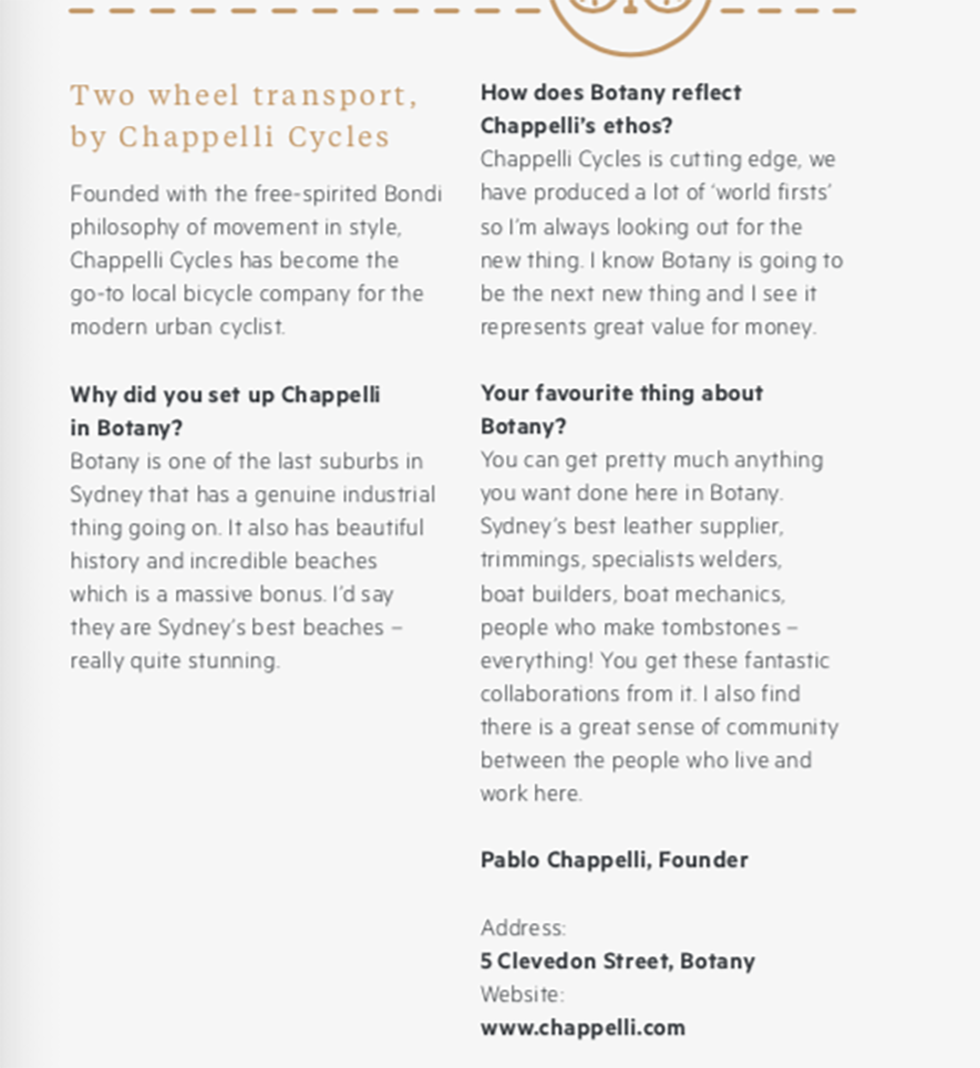 Two wheel transport,
by Chappelli Cycles
Founded with the free-spirited Bondi
philosophy of movement in style,
Chappelli Cycles has become the
go-to local bicycle company for the
modern urban cyclist.
Why did you set up Chappelli
in Botany?
Botany is one of the last suburbs in
Sydney that has a genuine industrial
thing going on. It also has beautiful
history and incredible beaches
which is a massive bonus. I'd say
they are Sydney's best beaches –
really quite stunning.
How does Botany reflect
Chappelli's ethos?
Chappelli Cycles is cutting edge, we
have produced a lot of 'world firsts'
so I'm always looking out for the
new thing. I know Botany is going to
be the next new thing and I see it
represents great value for money.
Your favourite thing about
Botany?
You can get pretty much anything
you want done here in Botany.
Sydney's best leather supplier,
trimmings, specialists welders,
boat builders, boat mechanics,
people who make tombstones –
everything! You get these fantastic
collaborations from it. I also find
there is a great sense of community
between the people who live and
work here.
Pablo Chappelli, Founder
Address:
5 Clevedon Street, Botany
Website:
www.chappelli.com